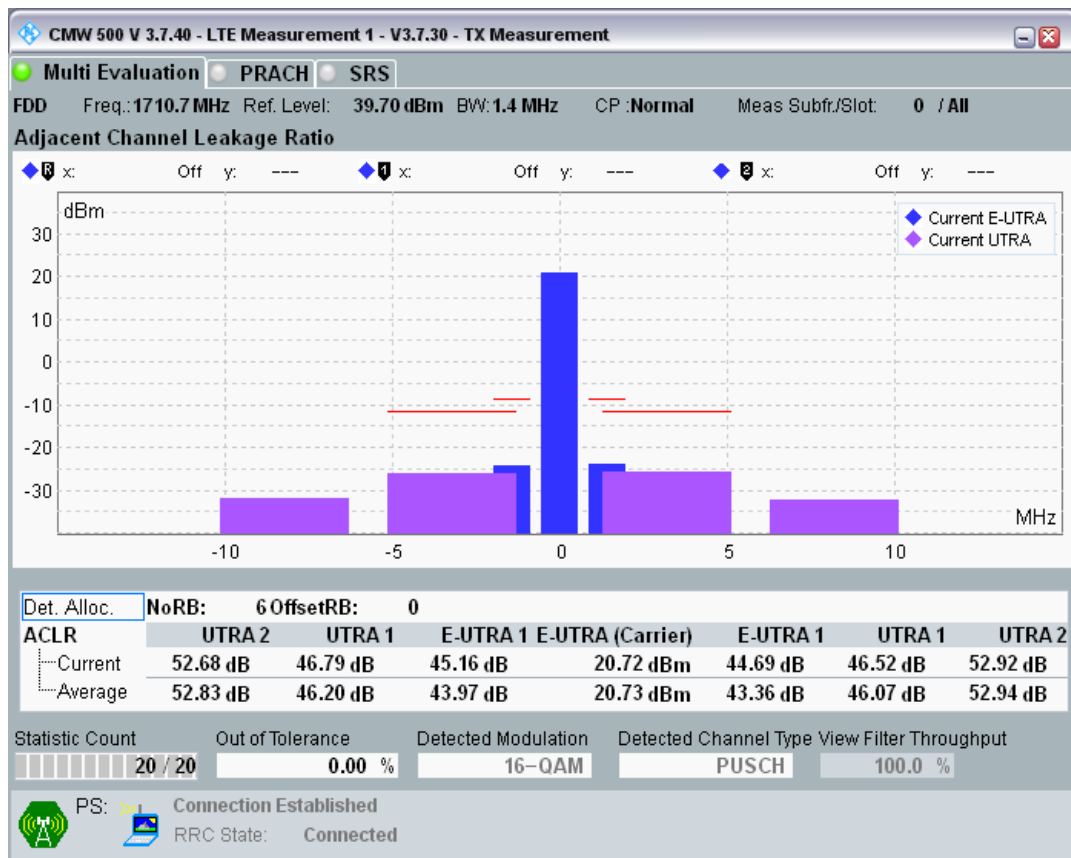 CMW 500 V 3.7.40 - LTE Measurement 1 - V3.7.30 - TX Measurement
Multi Evaluation PRACH SRS
FDD Freq.:1710.7 MHz Ref. Level: 39.70 dBm BW:1.4 MHz CP :Normal Meas Subfr./Slot: 0 / All
Adjacent Channel Leakage Ratio
R x: Off y: --- 1 x: Off y: --- 2 x: Off y: ---
dBm
Current E-UTRA
Current UTRA
30
20
10
0
-10
-20
-30
MHz
-10 -5 0 5 10
Det. Alloc. NoRB: 6 OffsetRB: 0
ACLR UTRA 2 UTRA 1 E-UTRA 1 E-UTRA (Carrier) E-UTRA 1 UTRA 1 UTRA 2
Current 52.68 dB 46.79 dB 45.16 dB 20.72 dBm 44.69 dB 46.52 dB 52.92 dB
Average 52.83 dB 46.20 dB 43.97 dB 20.73 dBm 43.36 dB 46.07 dB 52.94 dB
Statistic Count Out of Tolerance Detected Modulation Detected Channel Type View Filter Throughput
20 / 20 0.00 % 16-QAM PUSCH 100.0 %
PS: Connection Established
RRC State: Connected